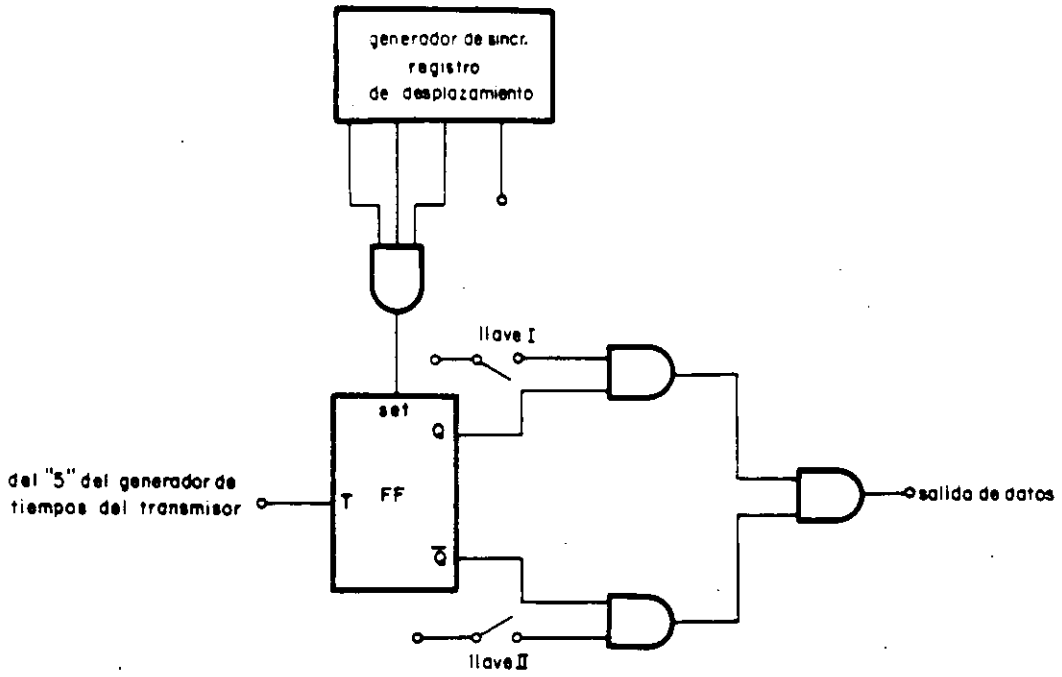 generador de sincr.
registro
de desplazamiento
llave I
set
Q
del "5" del generador de
tiempos del transmisor
T
FF
salida de datos
Q̅
llave II